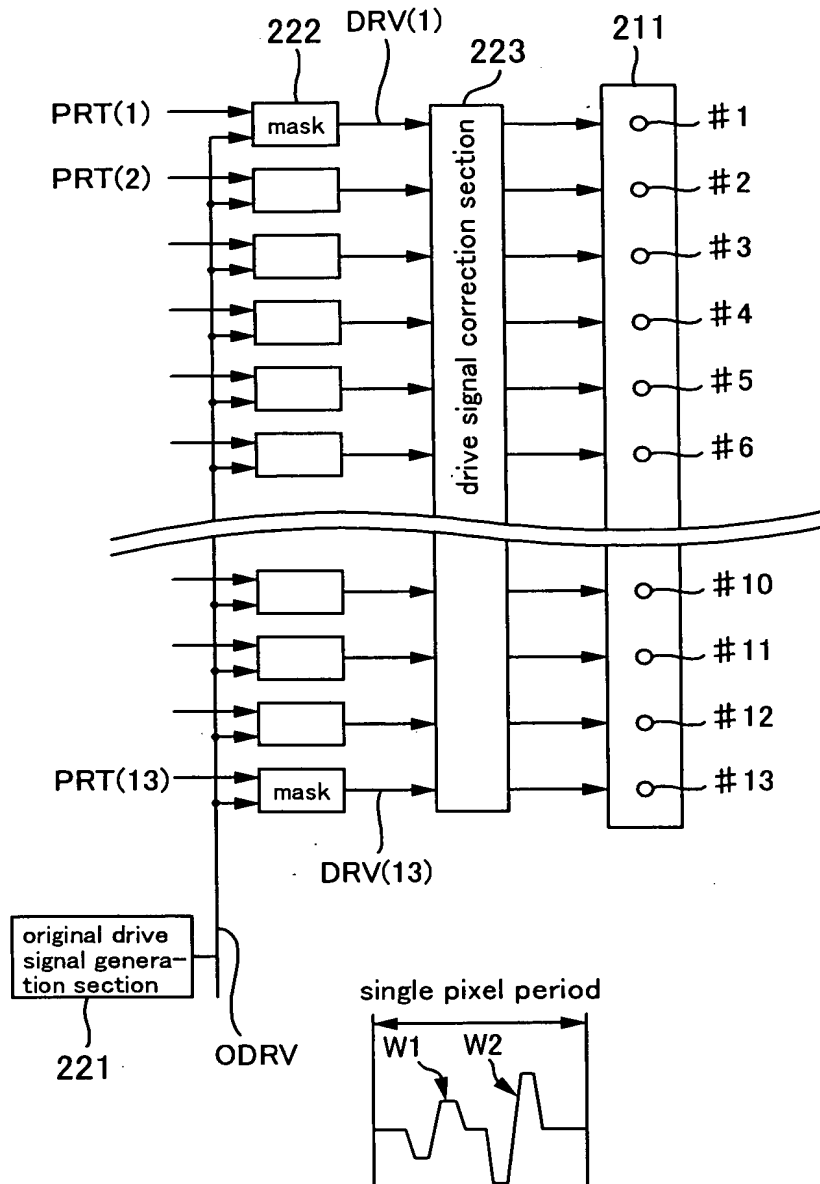 222
DRV(1)
223
211
PRT(1)
mask
#1
PRT(2)
#2
#3
#4
#5
#6
drive signal correction section
#10
#11
#12
PRT(13)
mask
#13
DRV(13)
original drive
signal genera-
tion section
221
ODRV
single pixel period
W1
W2